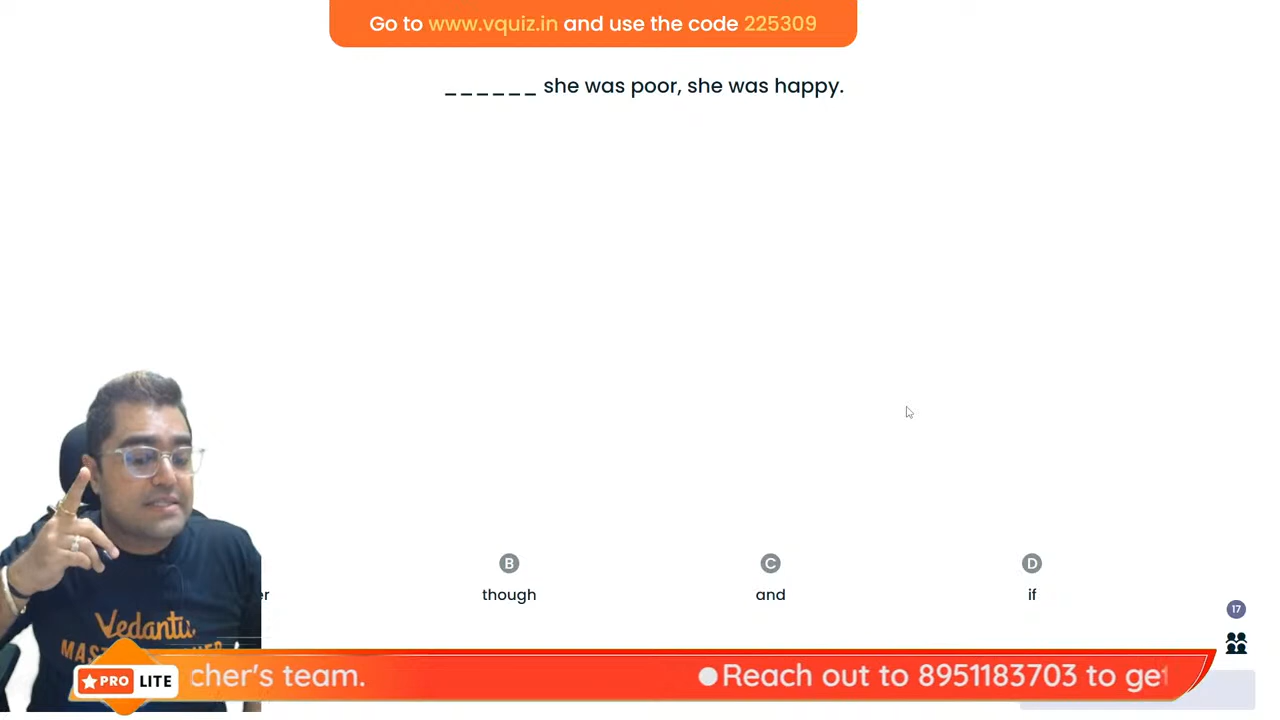 Go to www.vquiz.in and use the code 225309
_ _ _ _ _ _ she was poor, she was happy.
B
C
D
though
and
if
17
Vedantu
PRO LITE
cher's team.
Reach out to 8951183703 to get